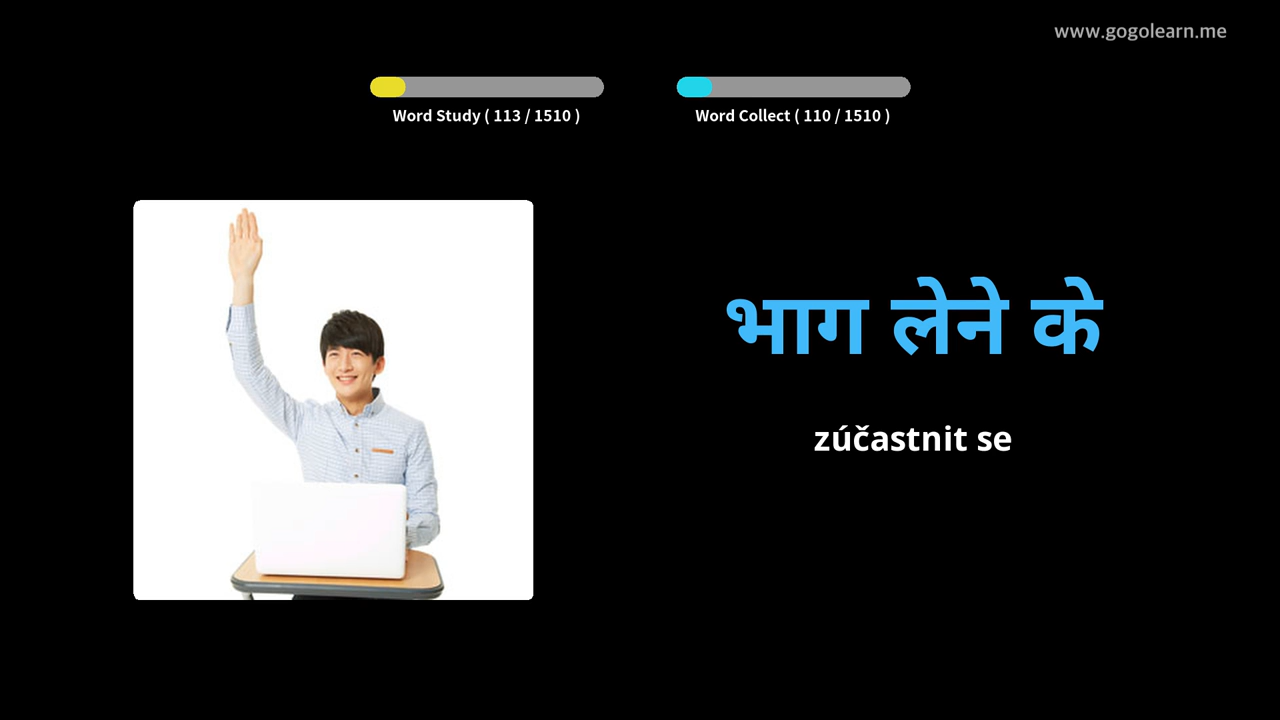 www.gogolearn.me
Word Study ( 113 / 1510 )
Word Collect ( 110 / 1510 )
भाग लेने के
zúčastnit se